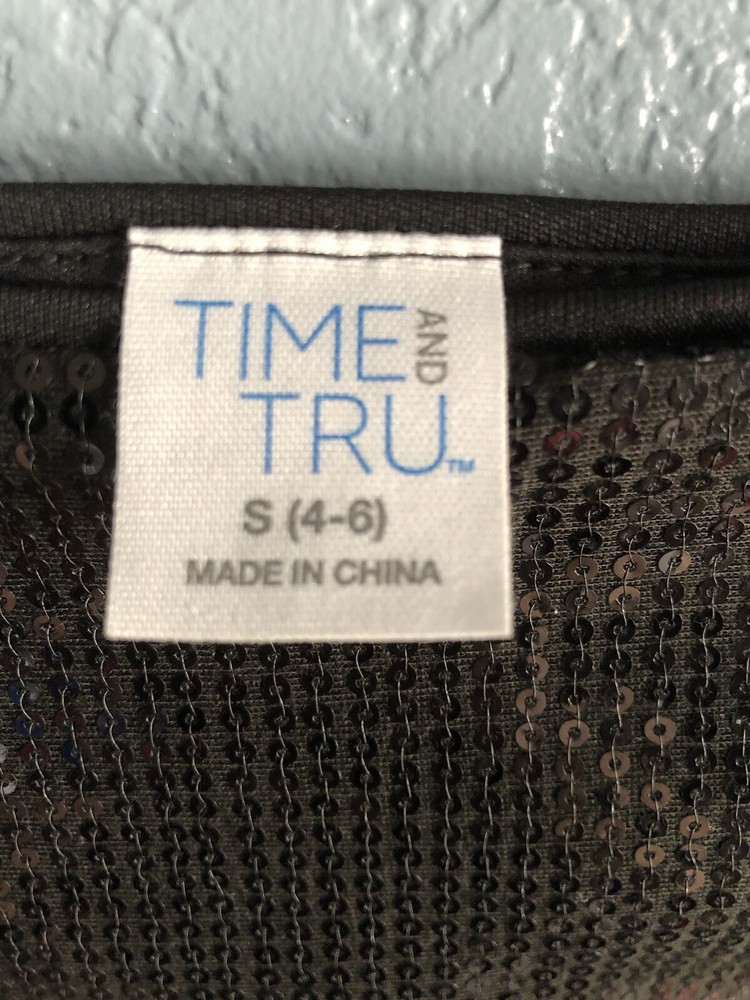 TIME AND
TRU™
S (4-6)
MADE IN CHINA